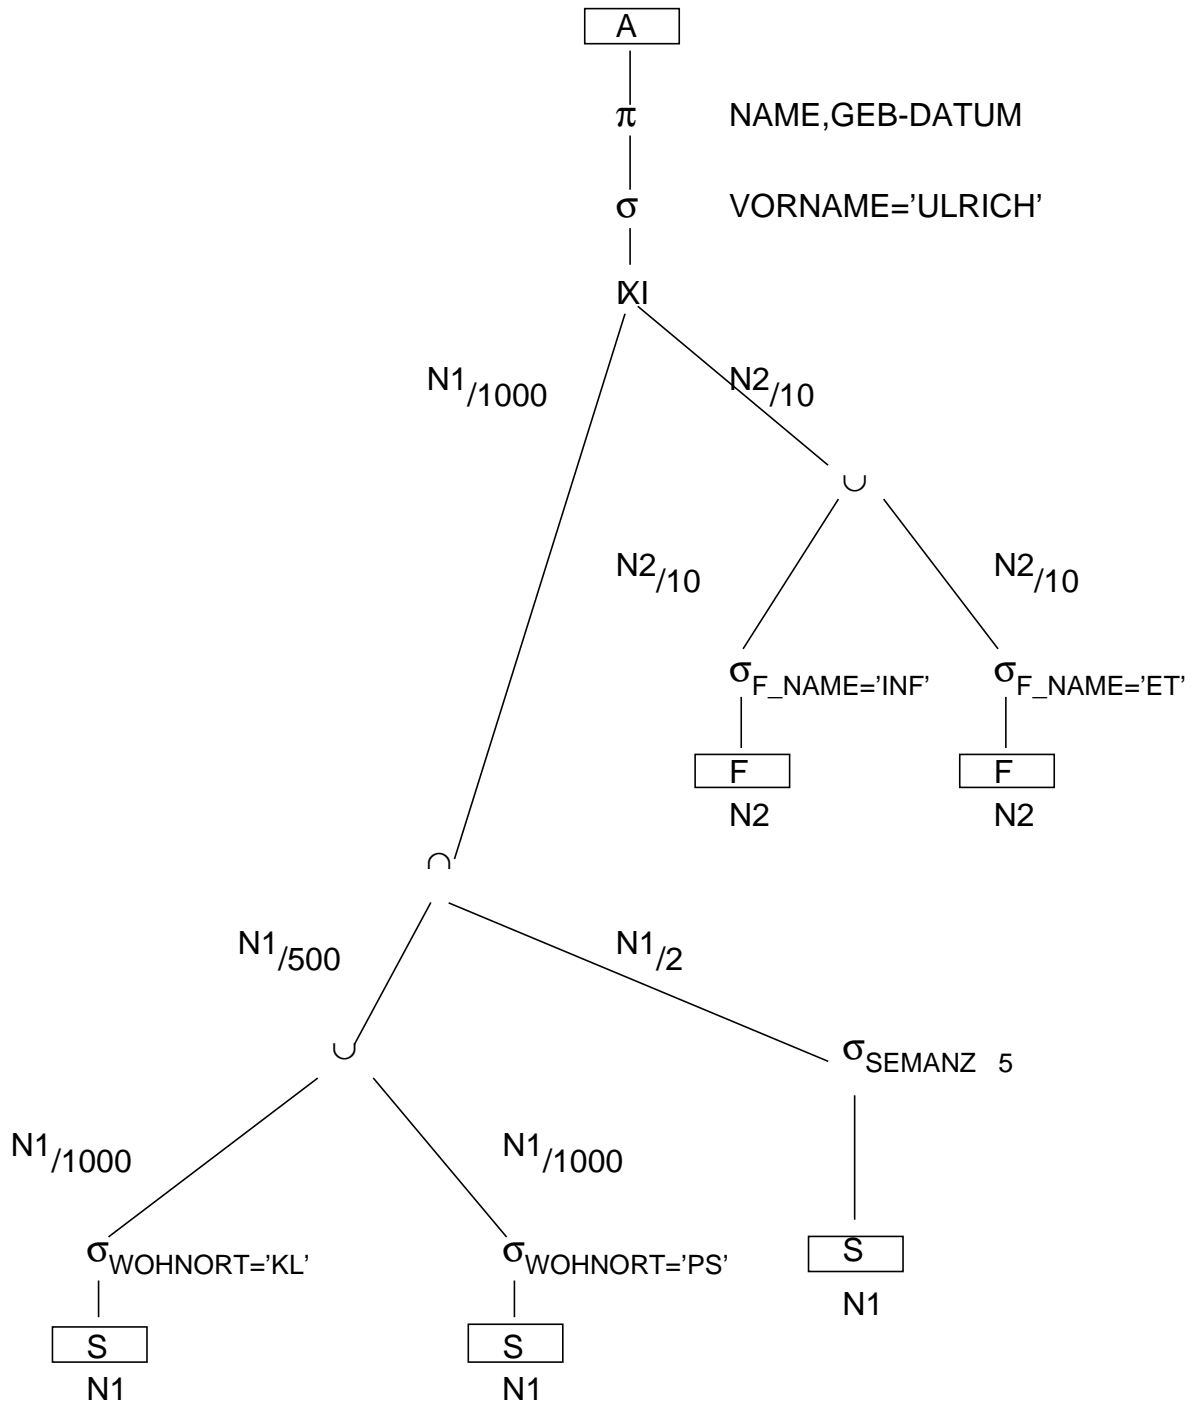 A
π NAME,GEB-DATUM
σ VORNAME=’ULRICH’
IXI
N1/1000 N2/10
∪
N2/10 N2/10
σF_NAME=’INF’ σF_NAME=’ET’
F F
N2 N2
∩
N1/500 N1/2
∪ σSEMANZ 5
N1/1000 N1/1000
σWOHNORT=’KL’ σWOHNORT=’PS’ S
N1
S S
N1 N1